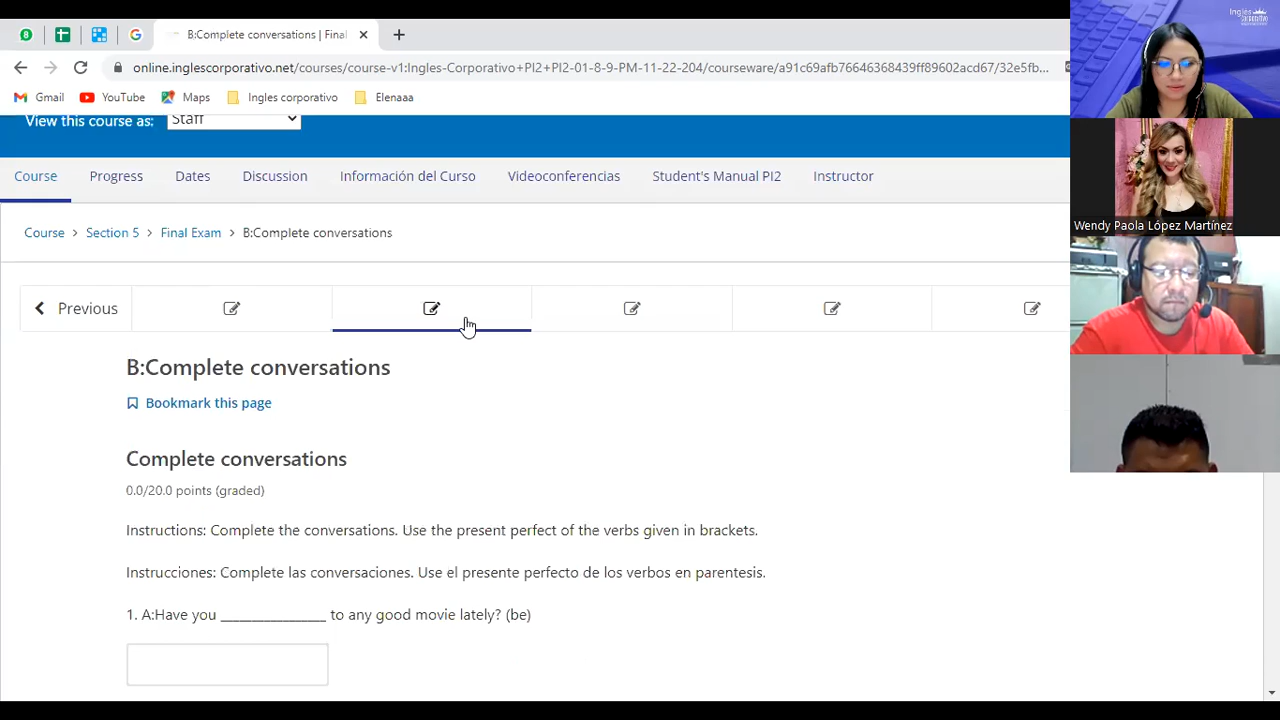 B:Complete conversations | Final
online.inglescorporativo.net/courses/course-v1:Ingles-Corporativo+PI2+PI2-01-8-9-PM-11-22-204/courseware/a91c69afb76646368439ff89602acd67/32e5fb...
Gmail YouTube Maps Ingles corporativo Elenaaa
View this course as: Staff
Course Progress Dates Discussion Información del Curso Videoconferencias Student's Manual PI2 Instructor
Course > Section 5 > Final Exam > B:Complete conversations
Previous
B:Complete conversations
Bookmark this page
Complete conversations
0.0/20.0 points (graded)
Instructions: Complete the conversations. Use the present perfect of the verbs given in brackets.
Instrucciones: Complete las conversaciones. Use el presente perfecto de los verbos en parentesis.
1. A:Have you ________________ to any good movie lately? (be)
Ingles
Wendy Paola López Martínez